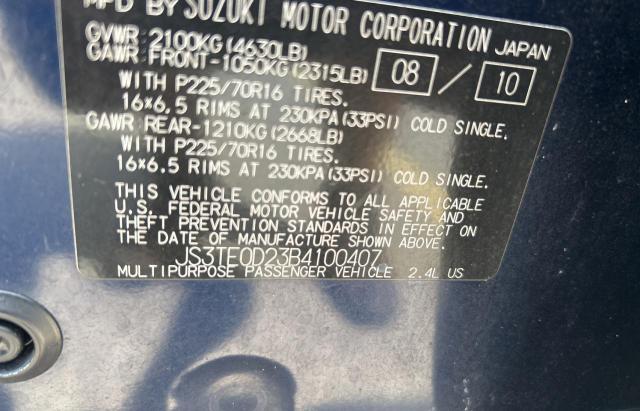 MFD BY SUZUKI MOTOR CORPORATION JAPAN
GVWR: 2100KG(4630LB)
GAWR: FRONT-1050KG(2315LB) 08 / 10
WITH P225/70R16 TIRES.
16×6.5 RIMS AT 230KPA(33PSI) COLD SINGLE.
GAWR REAR-1210KG(2668LB)
WITH P225/70R16 TIRES.
16×6.5 RIMS AT 230KPA(33PSI) COLD SINGLE.
THIS VEHICLE CONFORMS TO ALL APPLICABLE
U.S. FEDERAL MOTOR VEHICLE SAFETY AND
THEFT PREVENTION STANDARDS IN EFFECT ON
THE DATE OF MANUFACTURE SHOWN ABOVE.
JS3TE0D23B4100407
MULTIPURPOSE PASSENGER VEHICLE 2.4L US